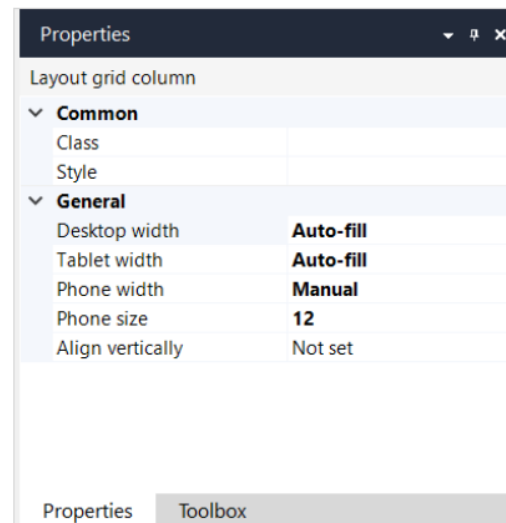 Properties
Layout grid column
Common
Class
Style
General
Desktop width Auto-fill
Tablet width Auto-fill
Phone width Manual
Phone size 12
Align vertically Not set
Properties Toolbox